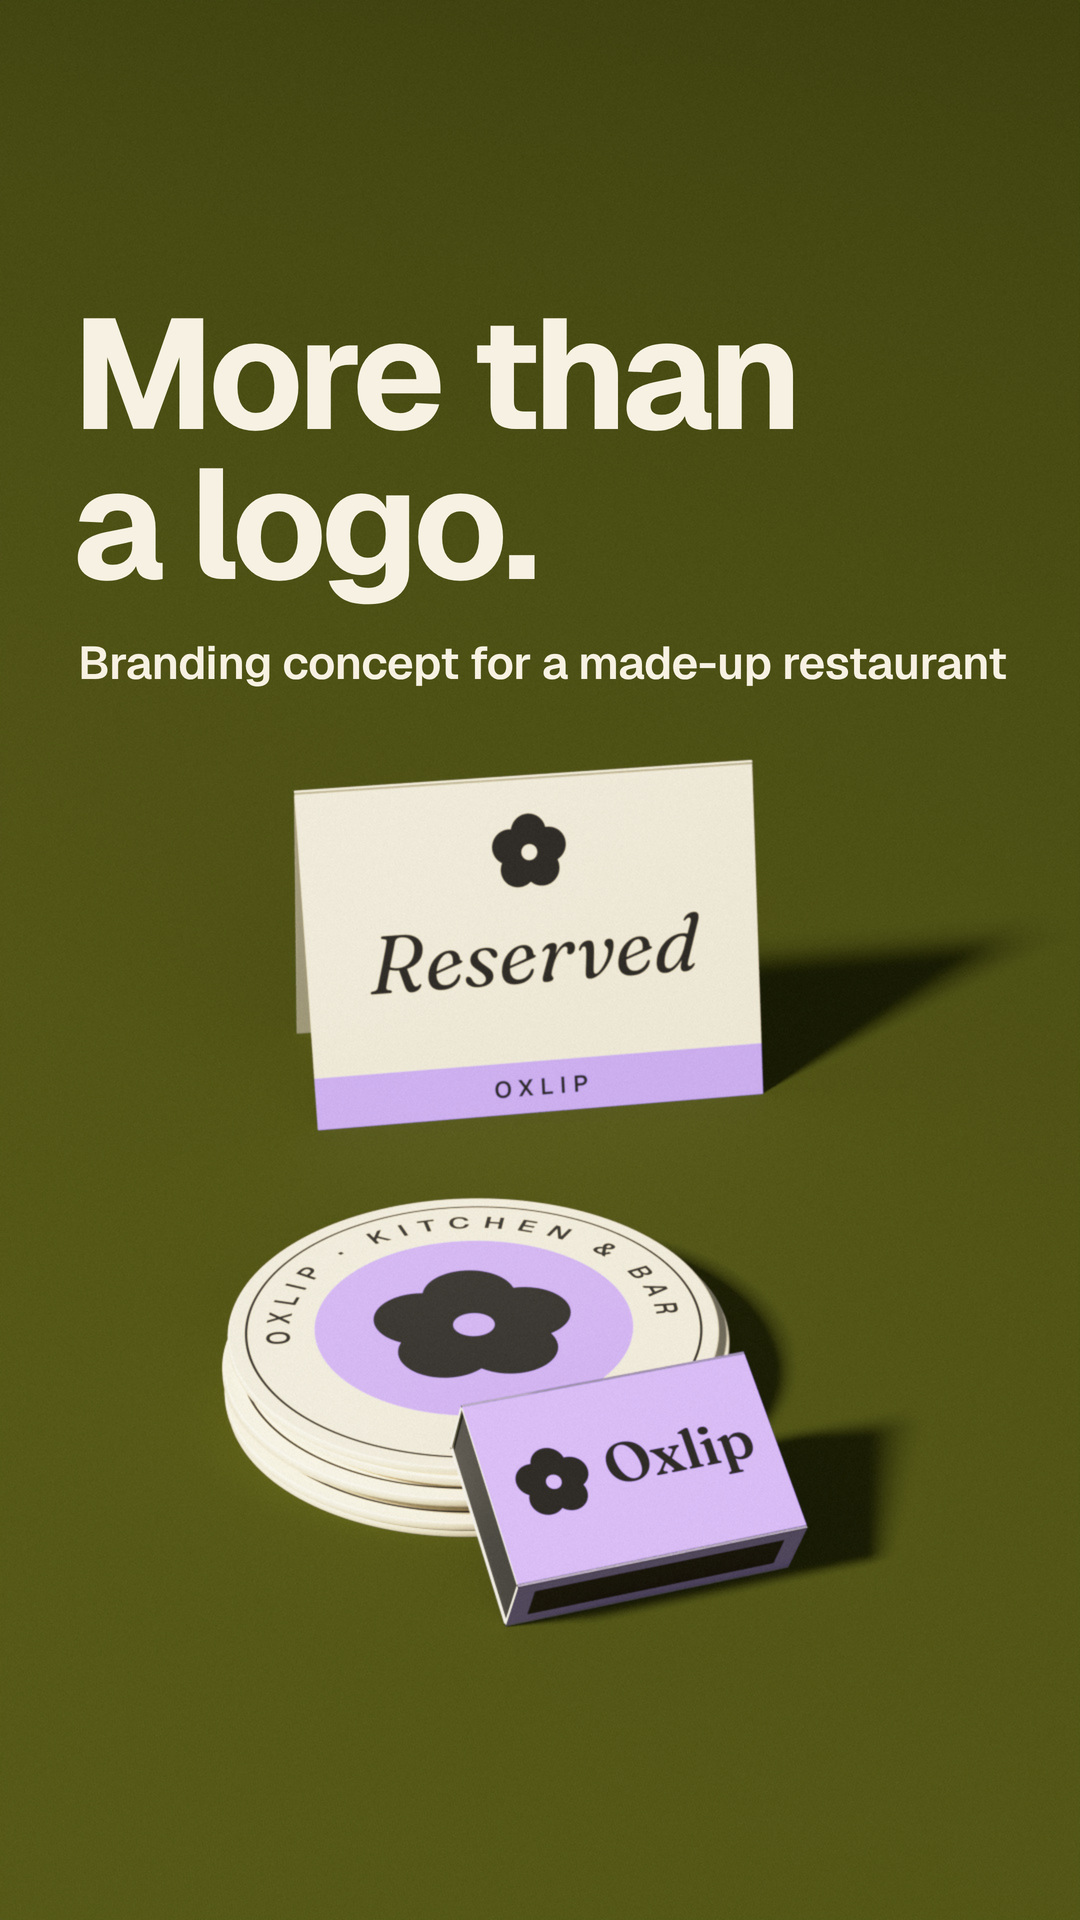 More than
a logo.
Branding concept for a made-up restaurant
Reserved
OXLIP
OXLIP · KITCHEN & BAR
Oxlip